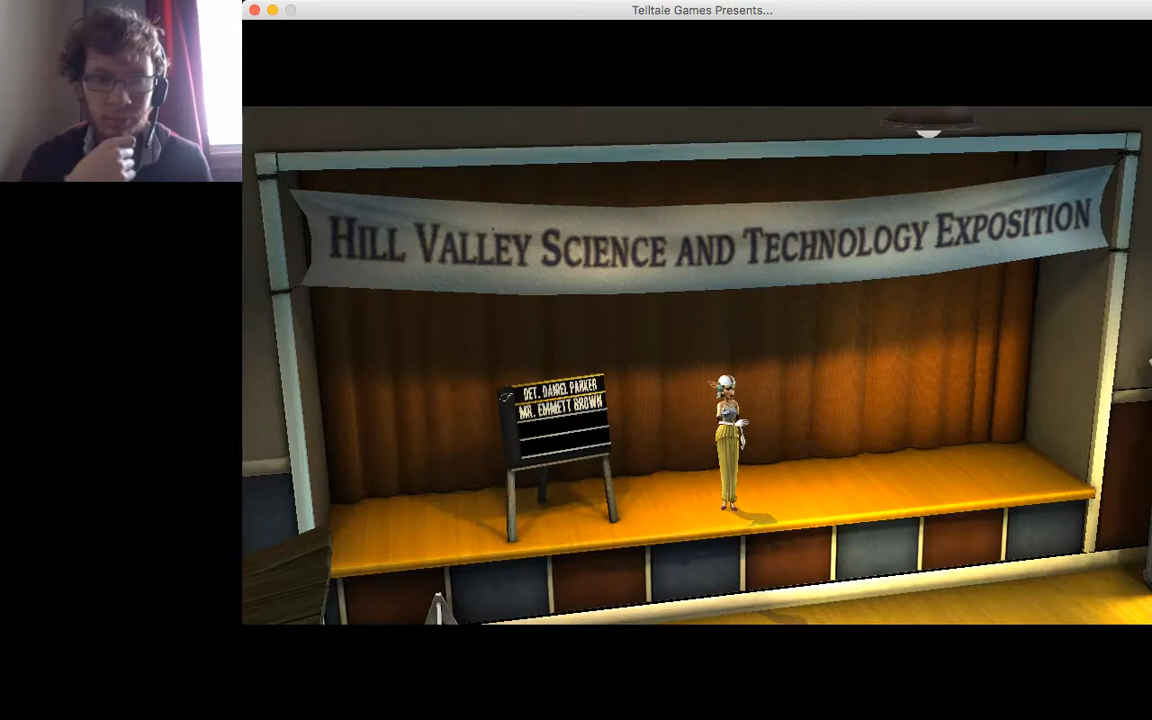 Telltale Games Presents...
HILL VALLEY SCIENCE AND TECHNOLOGY EXPOSITION
DET. DANIEL PARKER
MR. EMMETT BROWN